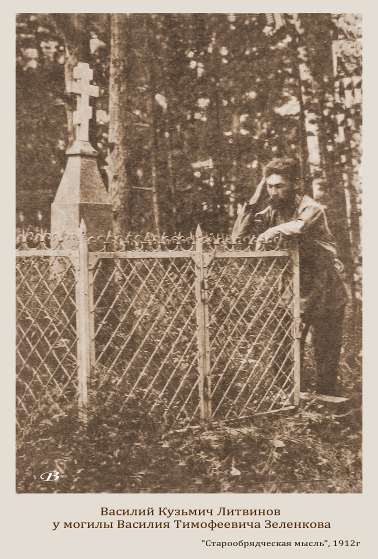 В
Василий Кузьмич Литвинов
у могилы Василия Тимофеевича Зеленкова
"Старообрядческая мысль", 1912г